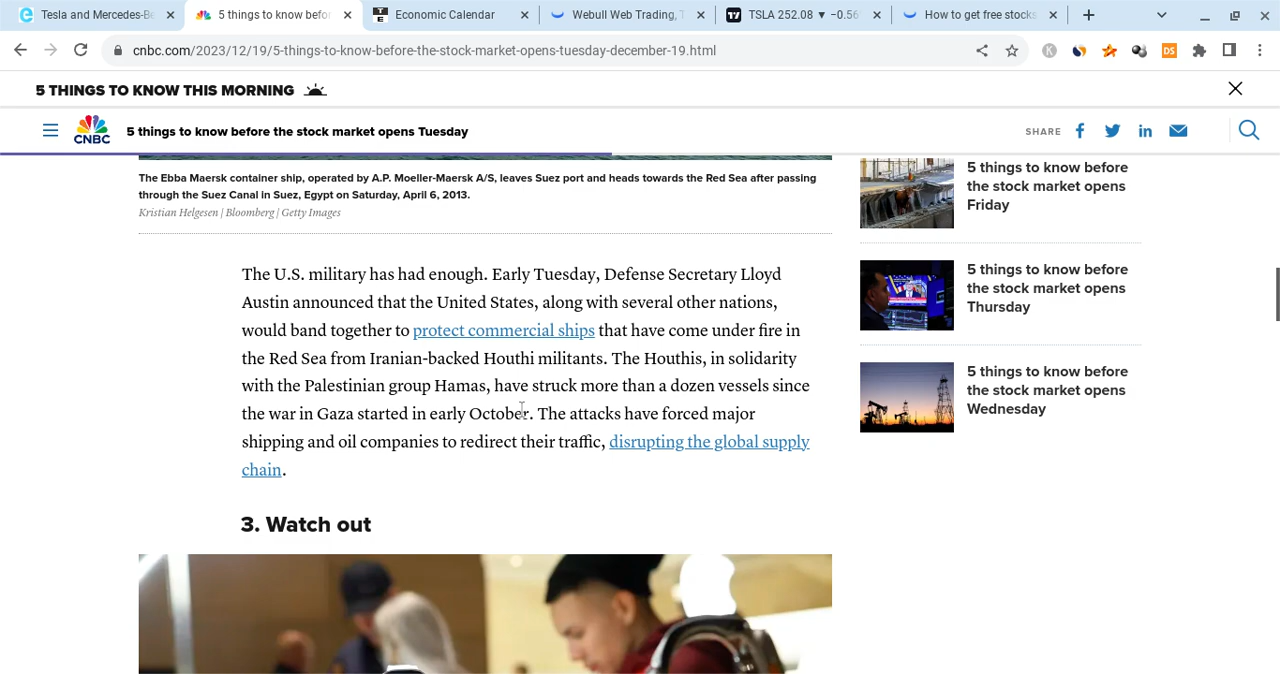 Tesla and Mercedes-Be
5 things to know befor
Economic Calendar
Webull Web Trading, T
TSLA 252.08 ▼ −0.56
How to get free stocks
cnbc.com/2023/12/19/5-things-to-know-before-the-stock-market-opens-tuesday-december-19.html
5 THINGS TO KNOW THIS MORNING
CNBC
5 things to know before the stock market opens Tuesday
SHARE
The Ebba Maersk container ship, operated by A.P. Moeller-Maersk A/S, leaves Suez port and heads towards the Red Sea after passing
through the Suez Canal in Suez, Egypt on Saturday, April 6, 2013.
Kristian Helgesen | Bloomberg | Getty Images
The U.S. military has had enough. Early Tuesday, Defense Secretary Lloyd
Austin announced that the United States, along with several other nations,
would band together to protect commercial ships that have come under fire in
the Red Sea from Iranian-backed Houthi militants. The Houthis, in solidarity
with the Palestinian group Hamas, have struck more than a dozen vessels since
the war in Gaza started in early October. The attacks have forced major
shipping and oil companies to redirect their traffic, disrupting the global supply
chain.
3. Watch out
5 things to know before
the stock market opens
Friday
5 things to know before
the stock market opens
Thursday
5 things to know before
the stock market opens
Wednesday